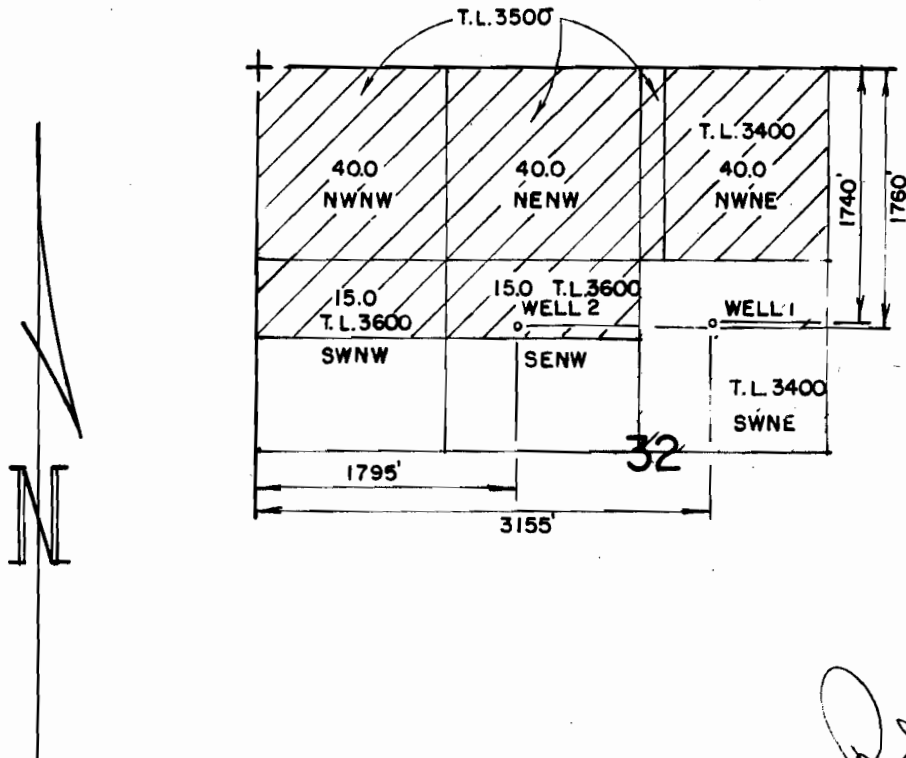 T.L.3500
T.L.3400
40.0
NWNW
40.0
NENW
40.0
NWNE
1740'
1760'
15.0
T.L.3600
SWNW
15.0 T.L.3600
WELL 2
SENW
WELL 1
T.L.3400
SWNE
32
1795'
3155'
N